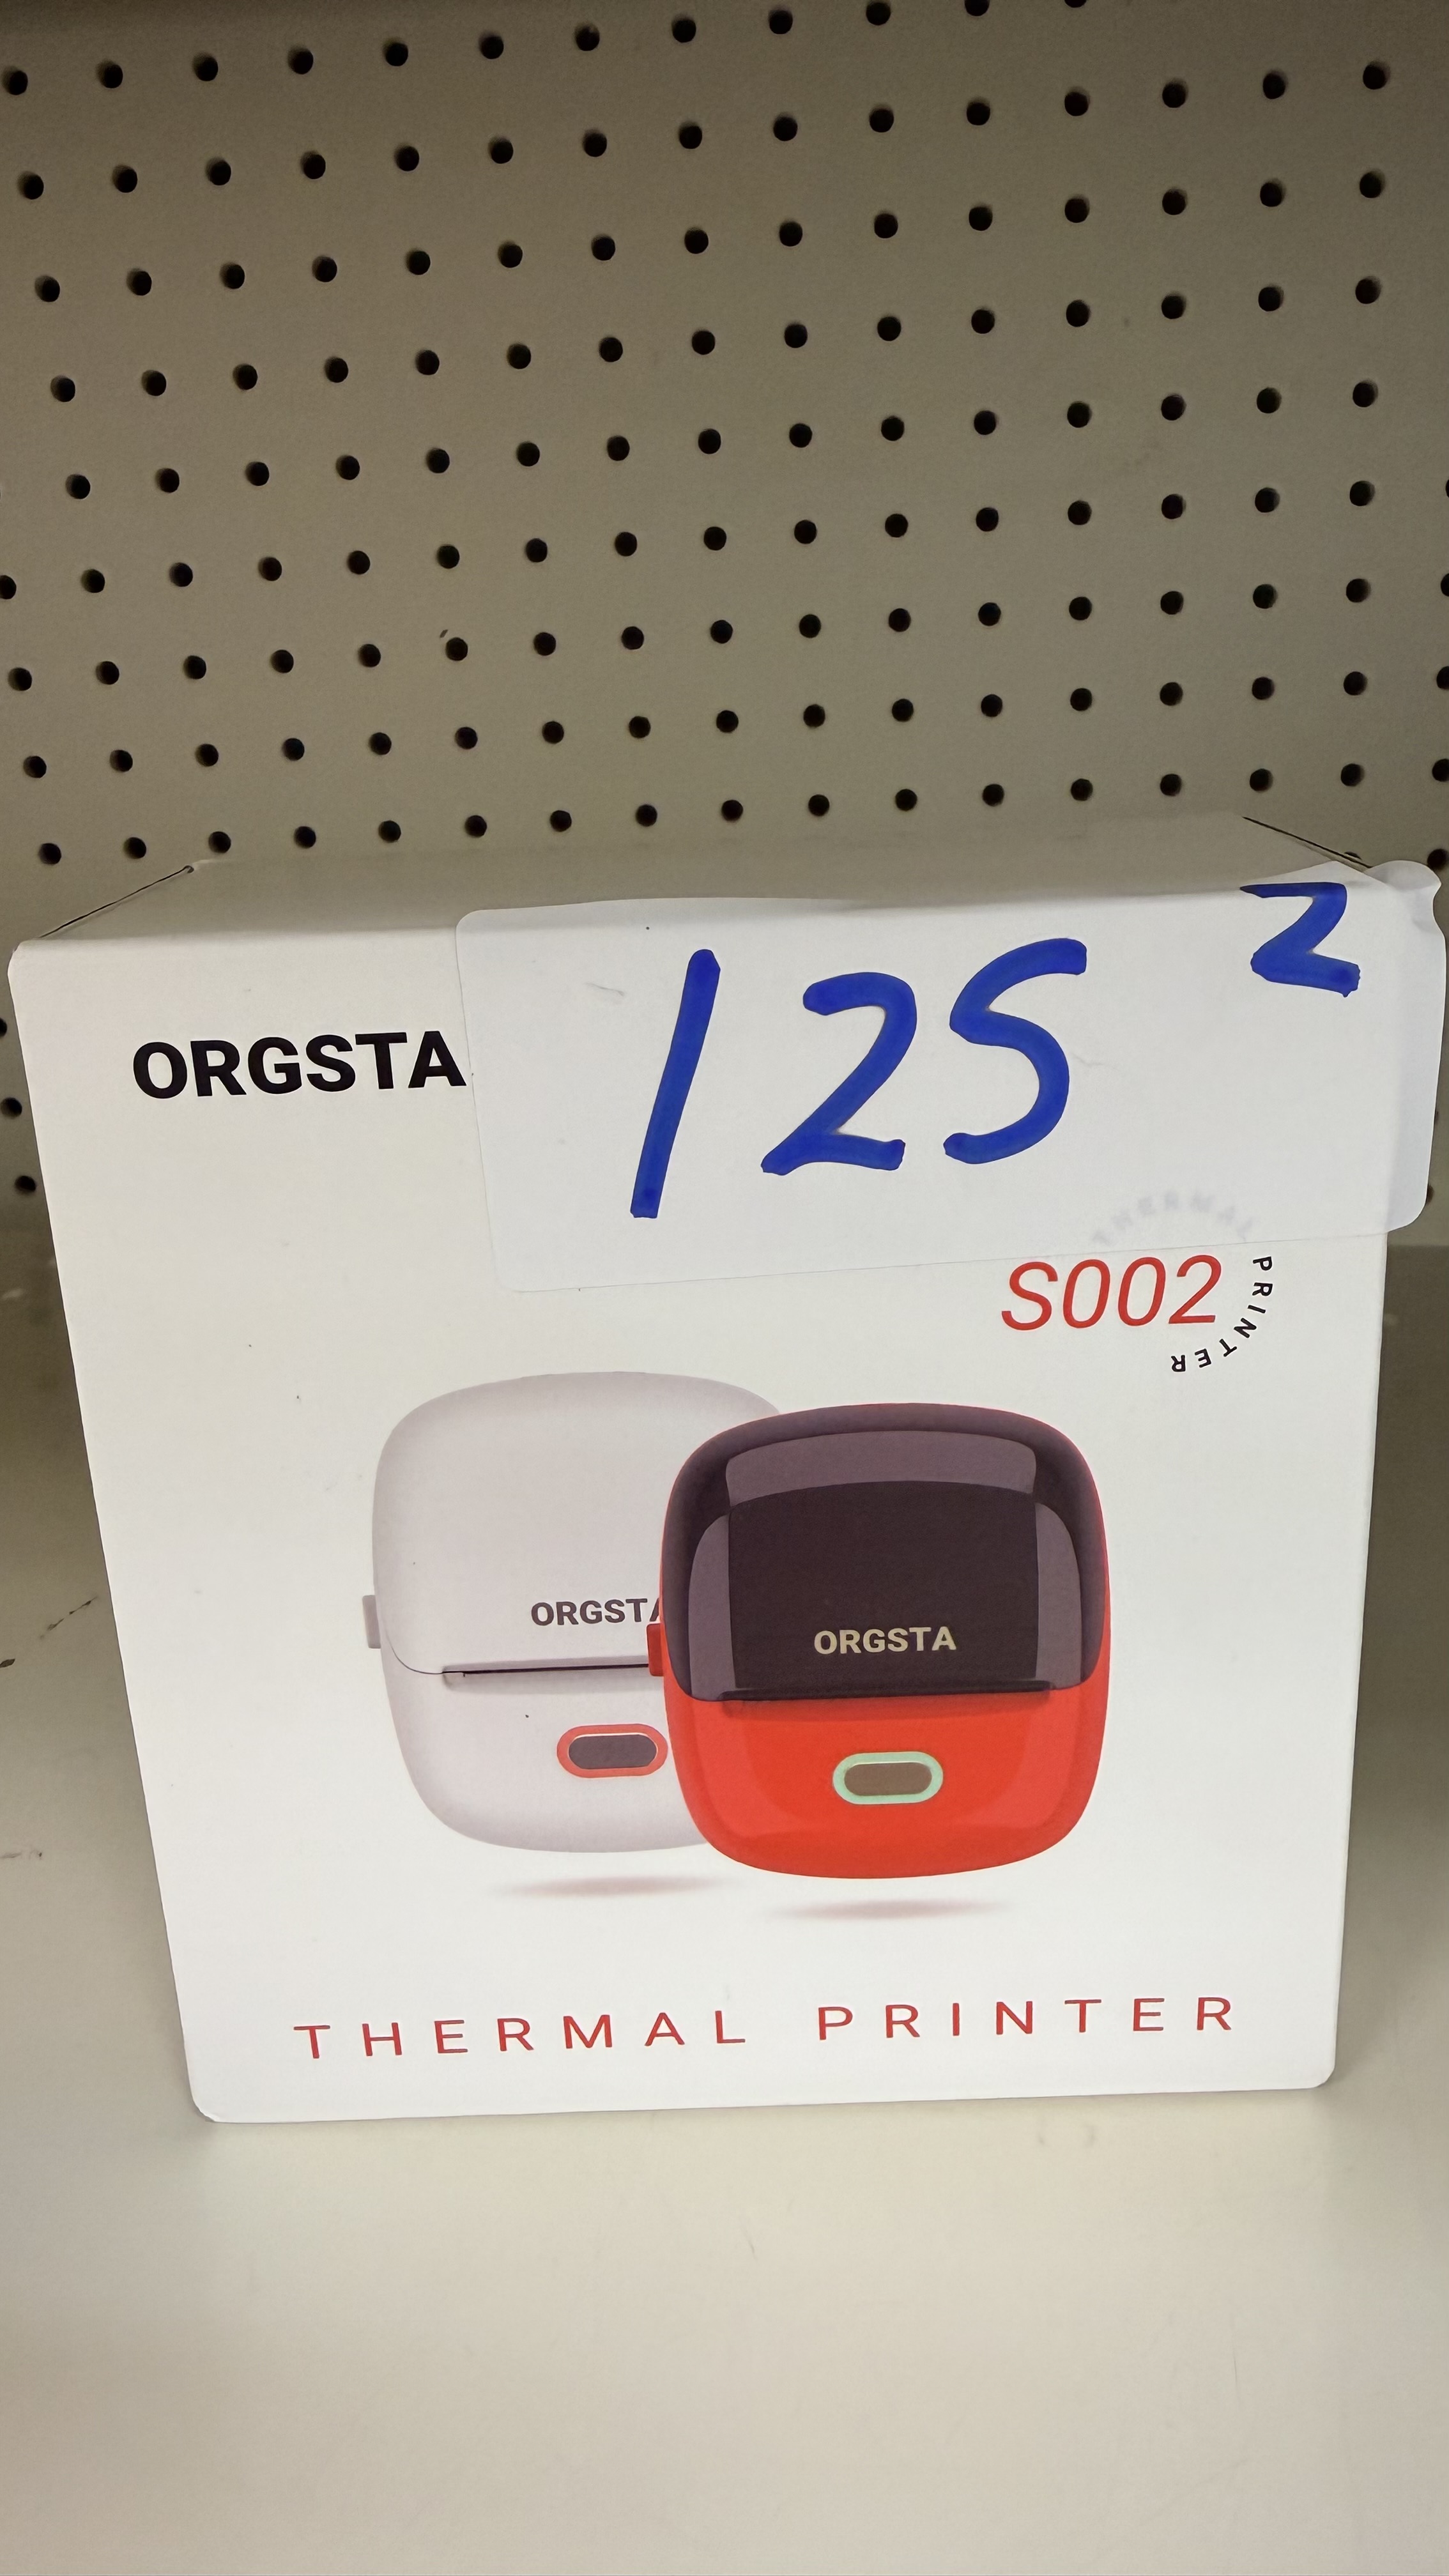 125 2
ORGSTA
THERMAL PRINTER
S002
ORGSTA
ORGSTA
THERMAL PRINTER